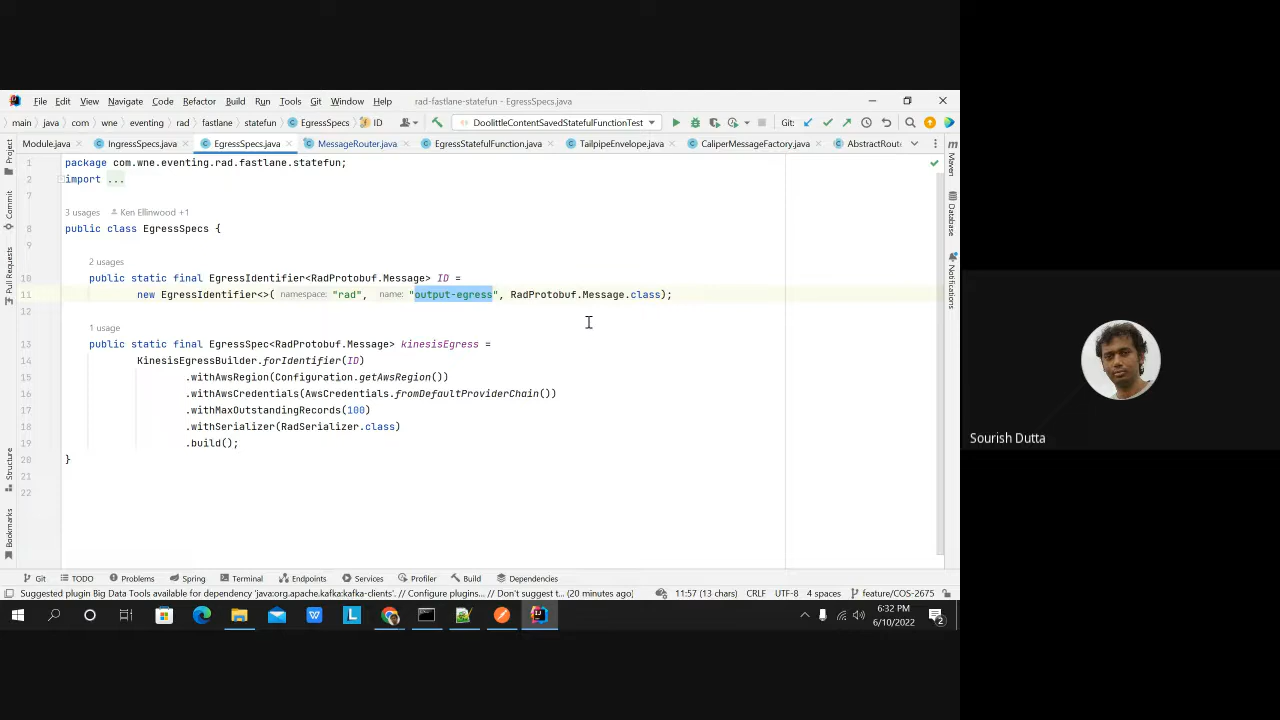 File Edit View Navigate Code Refactor Build Run Tools Git Window Help rad-fastlane-statefun - EgressSpecs.java
main java com wne eventing rad fastlane statefun EgressSpecs ID DoolittleContentSavedStatefulFunctionTest Git:
Module.java IngressSpecs.java EgressSpecs.java MessageRouter.java EgressStatefulFunction.java TailpipeEnvelope.java CaliperMessageFactory.java AbstractRoute
Project
Commit
Pull Requests
Structure
Bookmarks
1 package com.wne.eventing.rad.fastlane.statefun;
2 import ...
7
3 usages Ken Ellinwood +1
8 public class EgressSpecs {
9
2 usages
10 public static final EgressIdentifier<RadProtobuf.Message> ID =
11 new EgressIdentifier<>( namespace: "rad", name: "output-egress", RadProtobuf.Message.class);
12
1 usage
13 public static final EgressSpec<RadProtobuf.Message> kinesisEgress =
14 KinesisEgressBuilder.forIdentifier(ID)
15 .withAwsRegion(Configuration.getAwsRegion())
16 .withAwsCredentials(AwsCredentials.fromDefaultProviderChain())
17 .withMaxOutstandingRecords(100)
18 .withSerializer(RadSerializer.class)
19 .build();
20 }
21
22
Maven
Database
Notifications
Sourish Dutta
Git TODO Problems Spring Terminal Endpoints Services Profiler Build Dependencies
Suggested plugin Big Data Tools available for dependency 'java:org.apache.kafka:kafka-clients'. // Configure plugins... // Don't suggest t... (20 minutes ago) 11:57 (13 chars) CRLF UTF-8 4 spaces feature/COS-2675
6:32 PM
6/10/2022
2